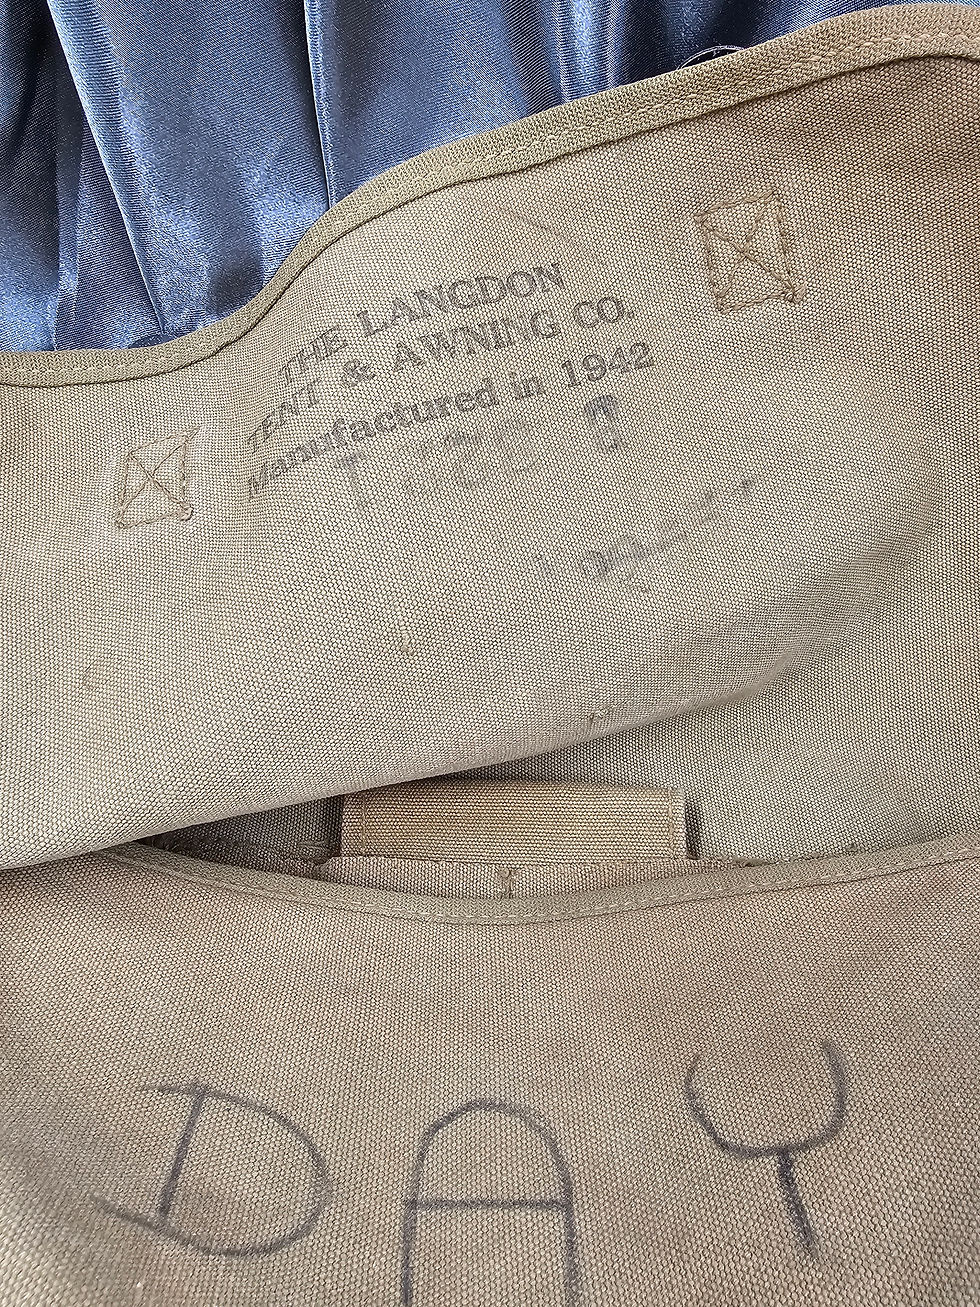 THE LANGDON
TENT & AWNING CO.
Manufactured in 1942
DAY